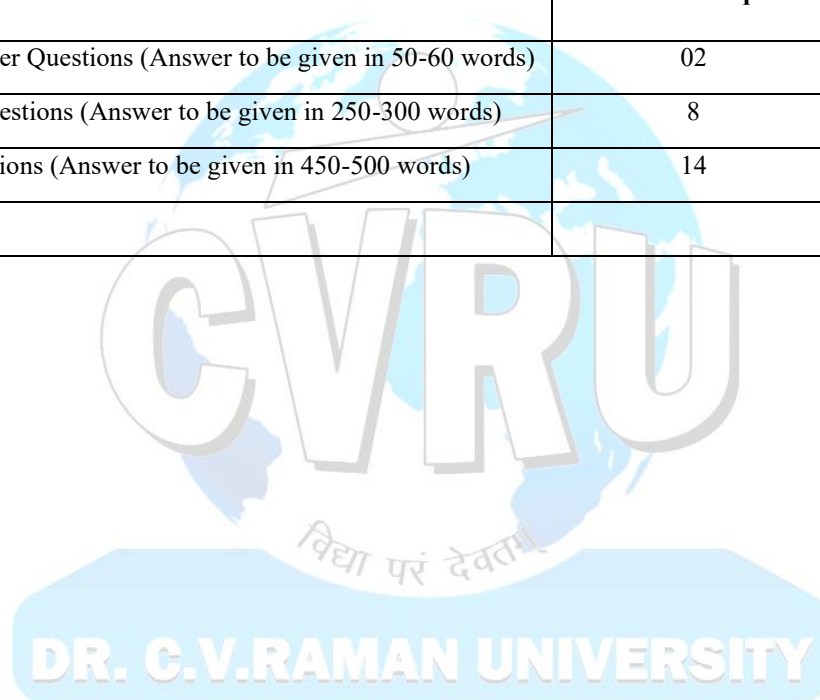 er Questions (Answer to be given in 50-60 words) 02
estions (Answer to be given in 250-300 words) 8
ions (Answer to be given in 450-500 words) 14
CVRU
विद्या परं देवतम्
DR. C.V.RAMAN UNIVERSITY